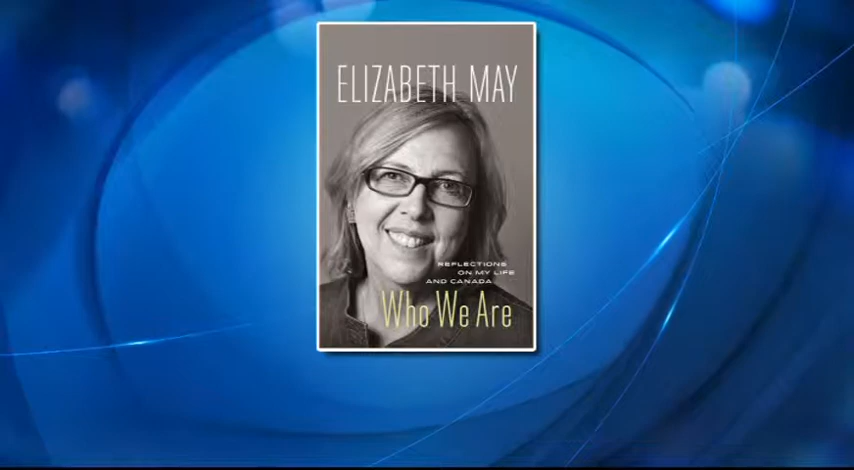 ELIZABETH MAY
REFLECTIONS
ON MY LIFE
AND CANADA
Who We Are